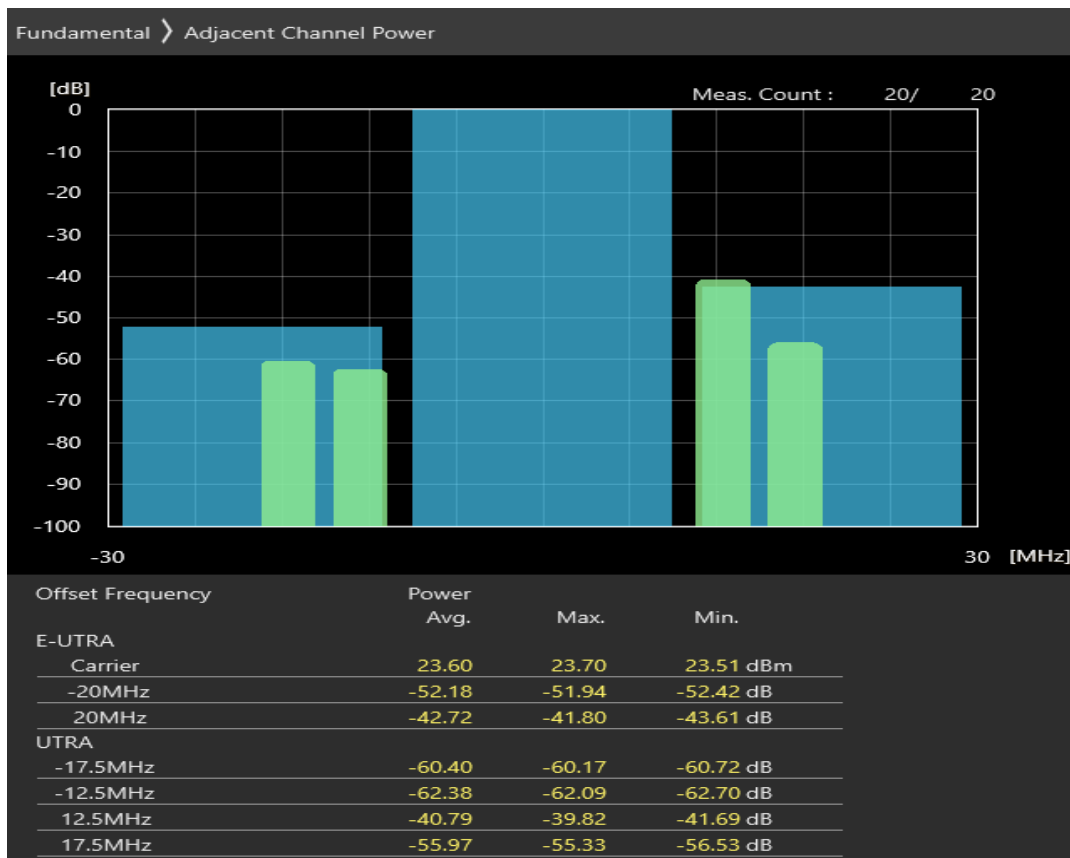 Fundamental 〉 Adjacent Channel Power
[dB]
Meas. Count : 20/ 20
0
-10
-20
-30
-40
-50
-60
-70
-80
-90
-100
-30 30 [MHz]
Offset Frequency Power
Avg. Max. Min.
E-UTRA
Carrier 23.60 23.70 23.51 dBm
-20MHz -52.18 -51.94 -52.42 dB
20MHz -42.72 -41.80 -43.61 dB
UTRA
-17.5MHz -60.40 -60.17 -60.72 dB
-12.5MHz -62.38 -62.09 -62.70 dB
12.5MHz -40.79 -39.82 -41.69 dB
17.5MHz -55.97 -55.33 -56.53 dB